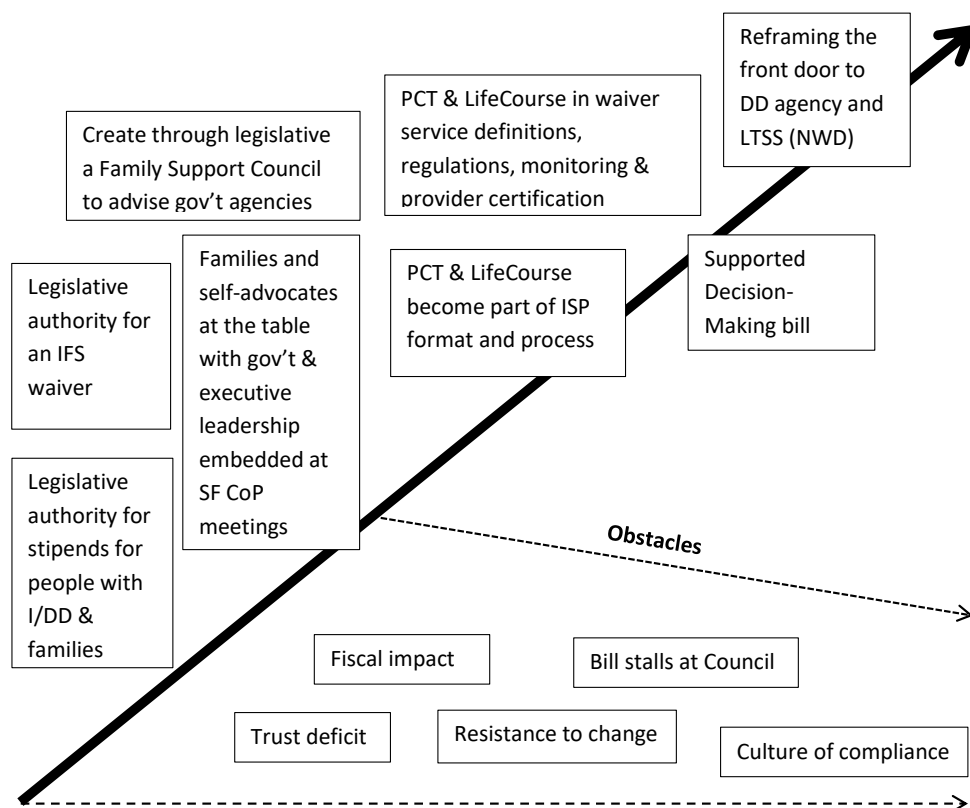 Reframing the
front door to
DD agency and
LTSS (NWD)
PCT & LifeCourse in waiver
service definitions,
regulations, monitoring &
provider certification
Create through legislative
a Family Support Council
to advise gov’t agencies
Legislative
authority for
an IFS
waiver
Families and
self-advocates
at the table
with gov’t &
executive
leadership
embedded at
SF CoP
meetings
PCT & LifeCourse
become part of ISP
format and process
Supported
Decision-
Making bill
Legislative
authority for
stipends for
people with
I/DD &
families
Obstacles
Fiscal impact
Bill stalls at Council
Trust deficit
Resistance to change
Culture of compliance